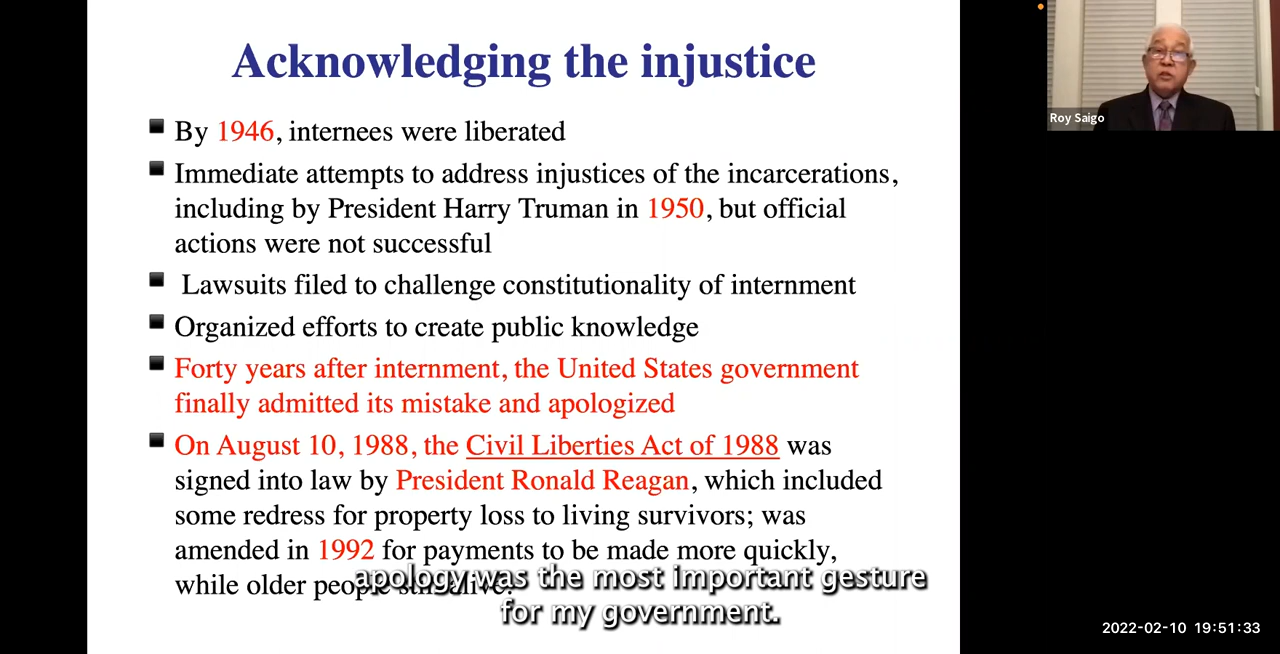 Acknowledging the injustice
By 1946, internees were liberated
Immediate attempts to address injustices of the incarcerations,
including by President Harry Truman in 1950, but official
actions were not successful
Lawsuits filed to challenge constitutionality of internment
Organized efforts to create public knowledge
Forty years after internment, the United States government
finally admitted its mistake and apologized
On August 10, 1988, the Civil Liberties Act of 1988 was
signed into law by President Ronald Reagan, which included
some redress for property loss to living survivors; was
amended in 1992 for payments to be made more quickly,
while older people still alive.
apology was the most important gesture
for my government.
Roy Saigo
2022-02-10 19:51:33